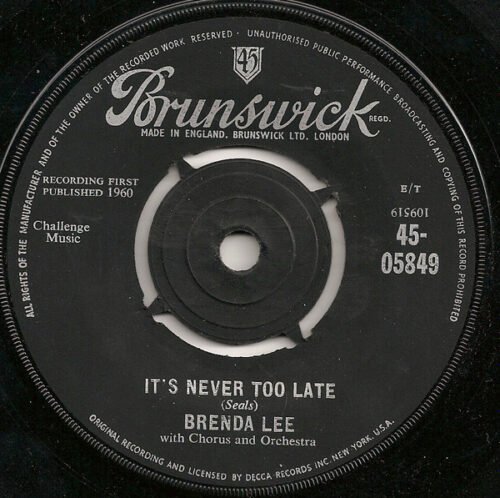 ALL RIGHTS OF THE MANUFACTURER AND OF THE OWNER OF THE RECORDED WORK RESERVED · UNAUTHORISED PUBLIC PERFORMANCE BROADCASTING AND COPYING OF THIS RECORD PROHIBITED
45
Brunswick
REGD.
MADE IN ENGLAND, BRUNSWICK LTD. LONDON
RECORDING FIRST
PUBLISHED 1960
Challenge
Music
E/T
109519
45-
05849
IT'S NEVER TOO LATE
(Seals)
BRENDA LEE
with Chorus and Orchestra
ORIGINAL RECORDING AND LICENSED BY DECCA RECORDS INC. NEW YORK. U.S.A.